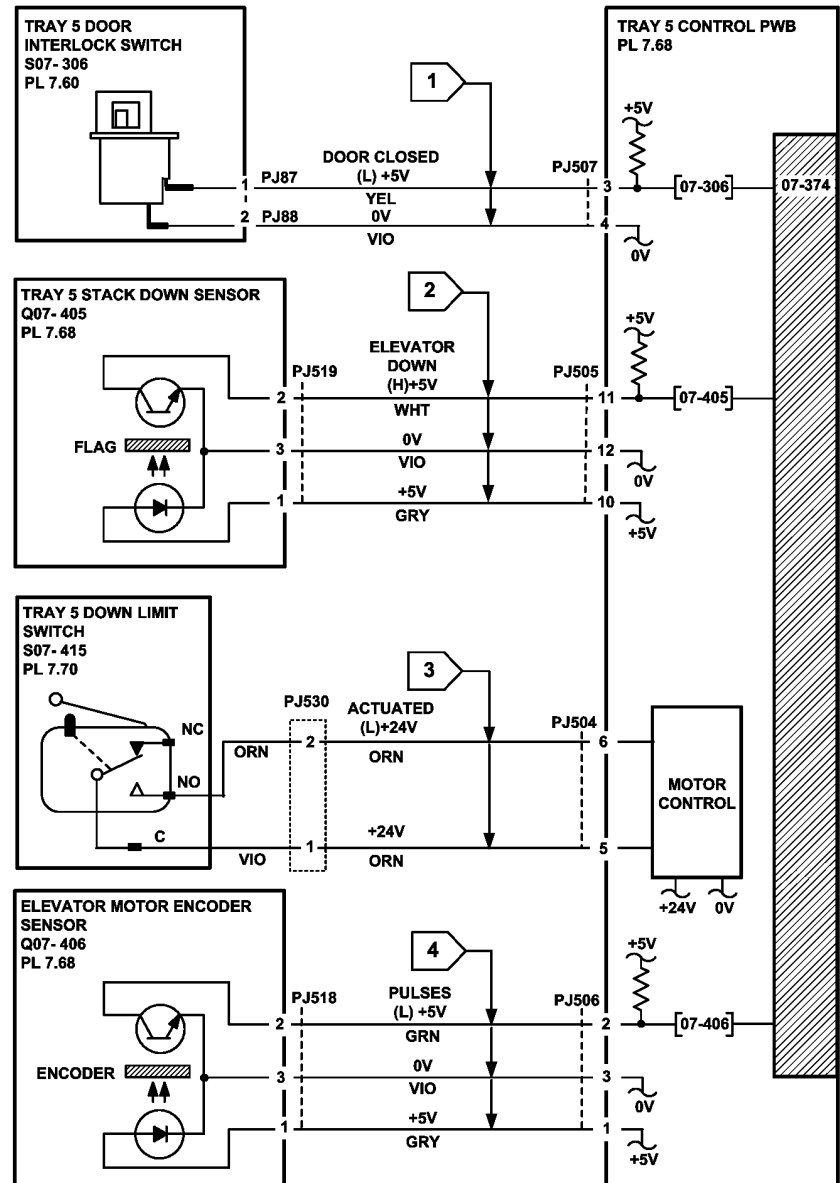 TRAY 5 DOOR
INTERLOCK SWITCH
S07- 306
PL 7.60
TRAY 5 CONTROL PWB
PL 7.68
1
+5V
DOOR CLOSED
(L) +5V
1 PJ87
PJ507
3
[07-306]
07-374
YEL
2 PJ88
0V
4
VIO
0V
TRAY 5 STACK DOWN SENSOR
Q07- 405
PL 7.68
2
+5V
ELEVATOR
DOWN
(H)+5V
PJ519
PJ505
2
11
[07-405]
WHT
FLAG
3
0V
12
VIO
0V
1
+5V
10
GRY
+5V
TRAY 5 DOWN LIMIT
SWITCH
S07- 415
PL 7.70
3
PJ530
ACTUATED
(L)+24V
PJ504
NC
ORN
2
ORN
6
NO
MOTOR
CONTROL
C
VIO
1
+24V
ORN
5
+24V 0V
ELEVATOR MOTOR ENCODER
SENSOR
Q07- 406
PL 7.68
4
+5V
PJ518
PULSES
(L) +5V
PJ506
2
GRN
2
[07-406]
ENCODER
3
0V
VIO
3
0V
1
+5V
GRY
1
+5V